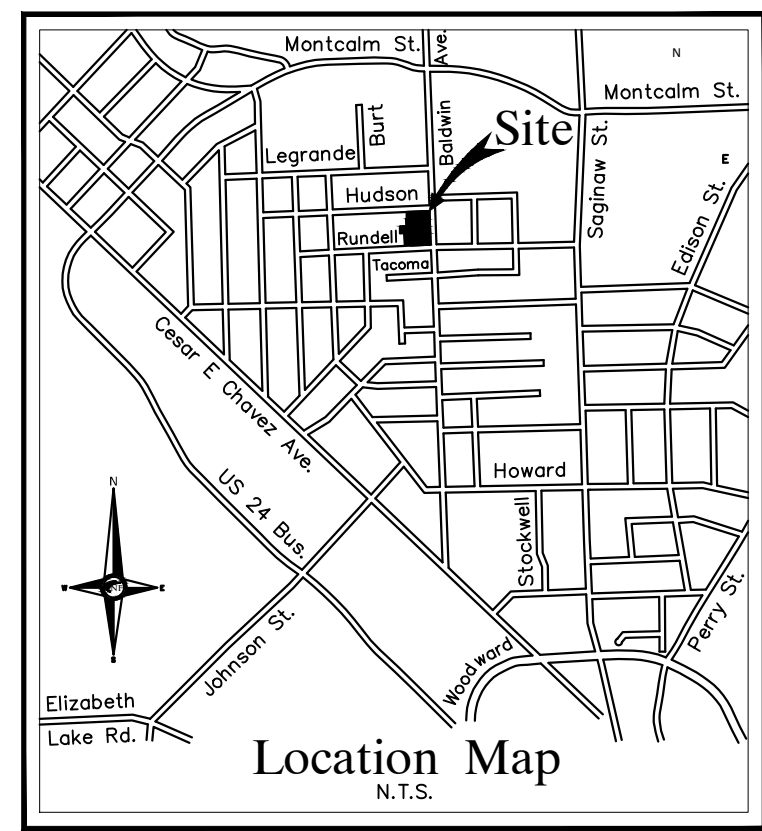 Montcalm St.
Ave.
N
Montcalm St.
Burt
Baldwin
Site
Saginaw St.
Legrande
E
Hudson
Edison St.
Rundell
Tacoma
Cesar E Chavez Ave.
US 24 Bus.
Howard
Stockwell
N
W
E
S
Johnson St.
Woodward
Perry St.
Elizabeth
Lake Rd.
Location Map
N.T.S.